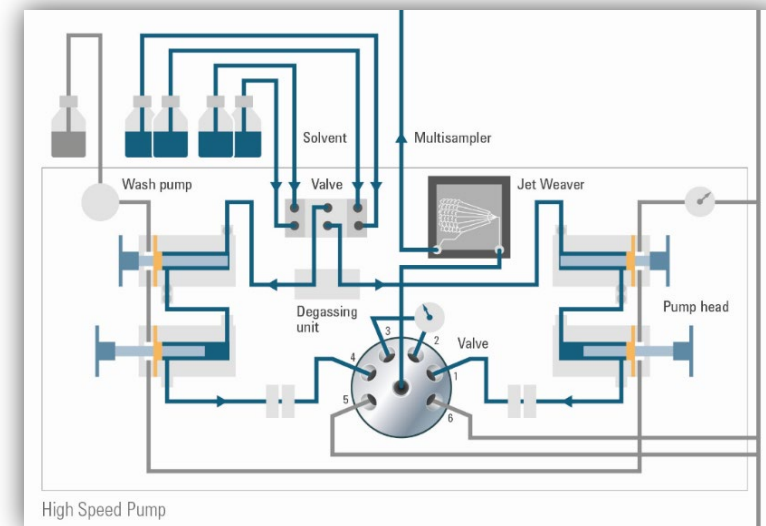 Solvent
Multisampler
Wash pump
Valve
Jet Weaver
Degassing
unit
Pump head
3
2
Valve
4
1
5
6
High Speed Pump